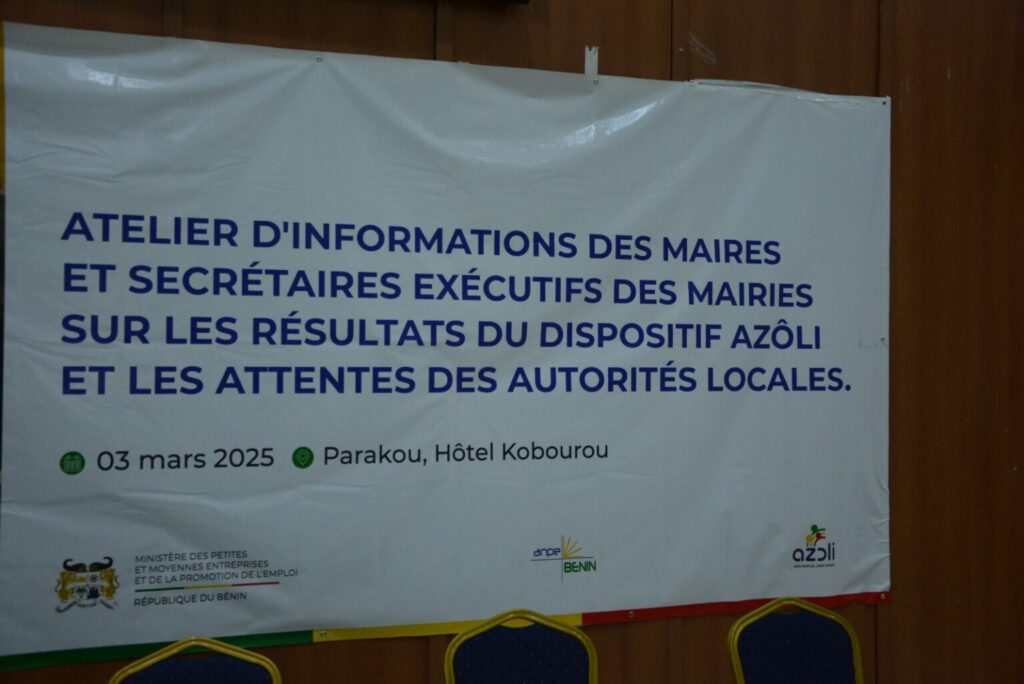 ATELIER D'INFORMATIONS DES MAIRES
ET SECRÉTAIRES EXÉCUTIFS DES MAIRIES
SUR LES RÉSULTATS DU DISPOSITIF AZÔLI
ET LES ATTENTES DES AUTORITÉS LOCALES.
03 mars 2025 Parakou, Hôtel Kobourou
MINISTÈRE DES PETITES
ET MOYENNES ENTREPRISES
ET DE LA PROMOTION DE L'EMPLOI
RÉPUBLIQUE DU BÉNIN
anpe
BENIN
azôli